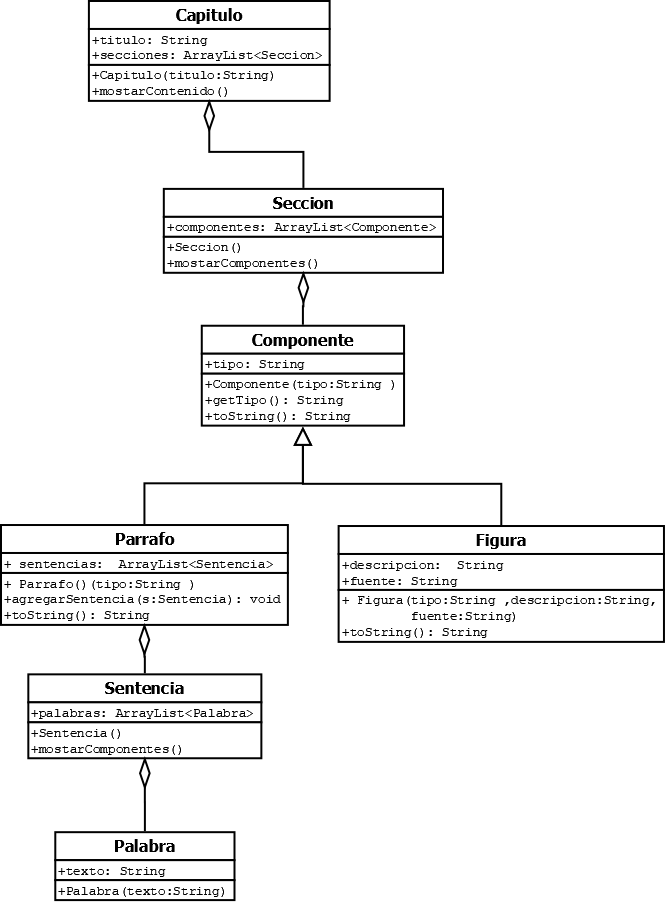 Capitulo
+titulo: String
+secciones: ArrayList<Seccion>
+Capitulo(titulo:String)
+mostarContenido()
Seccion
+componentes: ArrayList<Componente>
+Seccion()
+mostarComponentes()
Componente
+tipo: String
+Componente(tipo:String )
+getTipo(): String
+toString(): String
Parrafo
+ sentencias:  ArrayList<Sentencia>
+ Parrafo()(tipo:String )
+agregarSentencia(s:Sentencia): void
+toString(): String
Figura
+descripcion:  String
+fuente: String
+ Figura(tipo:String ,descripcion:String,
fuente:String)
+toString(): String
Sentencia
+palabras: ArrayList<Palabra>
+Sentencia()
+mostarComponentes()
Palabra
+texto: String
+Palabra(texto:String)